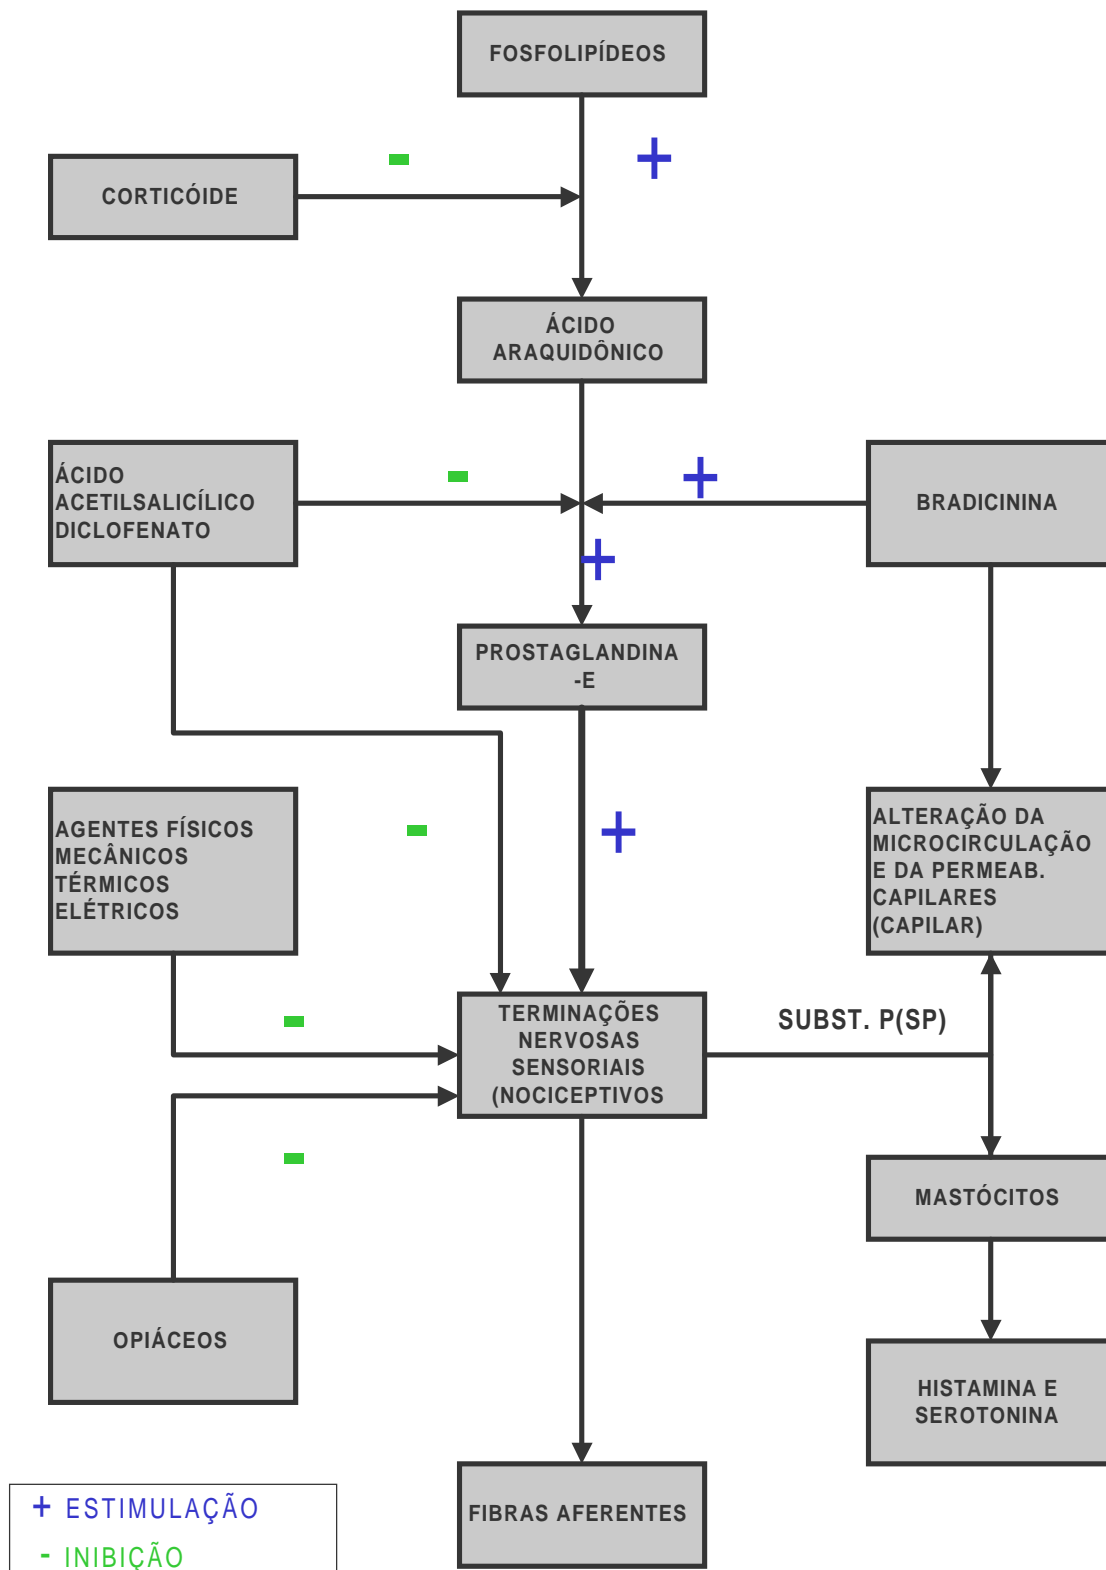 FOSFOLIPÍDEOS
-
+
CORTICÓIDE
ÁCIDO
ARAQUIDÔNICO
ÁCIDO
ACETILSALICÍLICO
DICLOFENATO
-
+
BRADICININA
+
PROSTAGLANDINA
-E
AGENTES FÍSICOS
MECÂNICOS
TÉRMICOS
ELÉTRICOS
-
+
ALTERAÇÃO DA
MICROCIRCULAÇÃO
E DA PERMEAB.
CAPILARES
(CAPILAR)
-
TERMINAÇÕES
NERVOSAS
SENSORIAIS
(NOCICEPTIVOS
SUBST. P(SP)
-
MASTÓCITOS
OPIÁCEOS
HISTAMINA E
SEROTONINA
FIBRAS AFERENTES
+ ESTIMULAÇÃO
- INIBIÇÃO